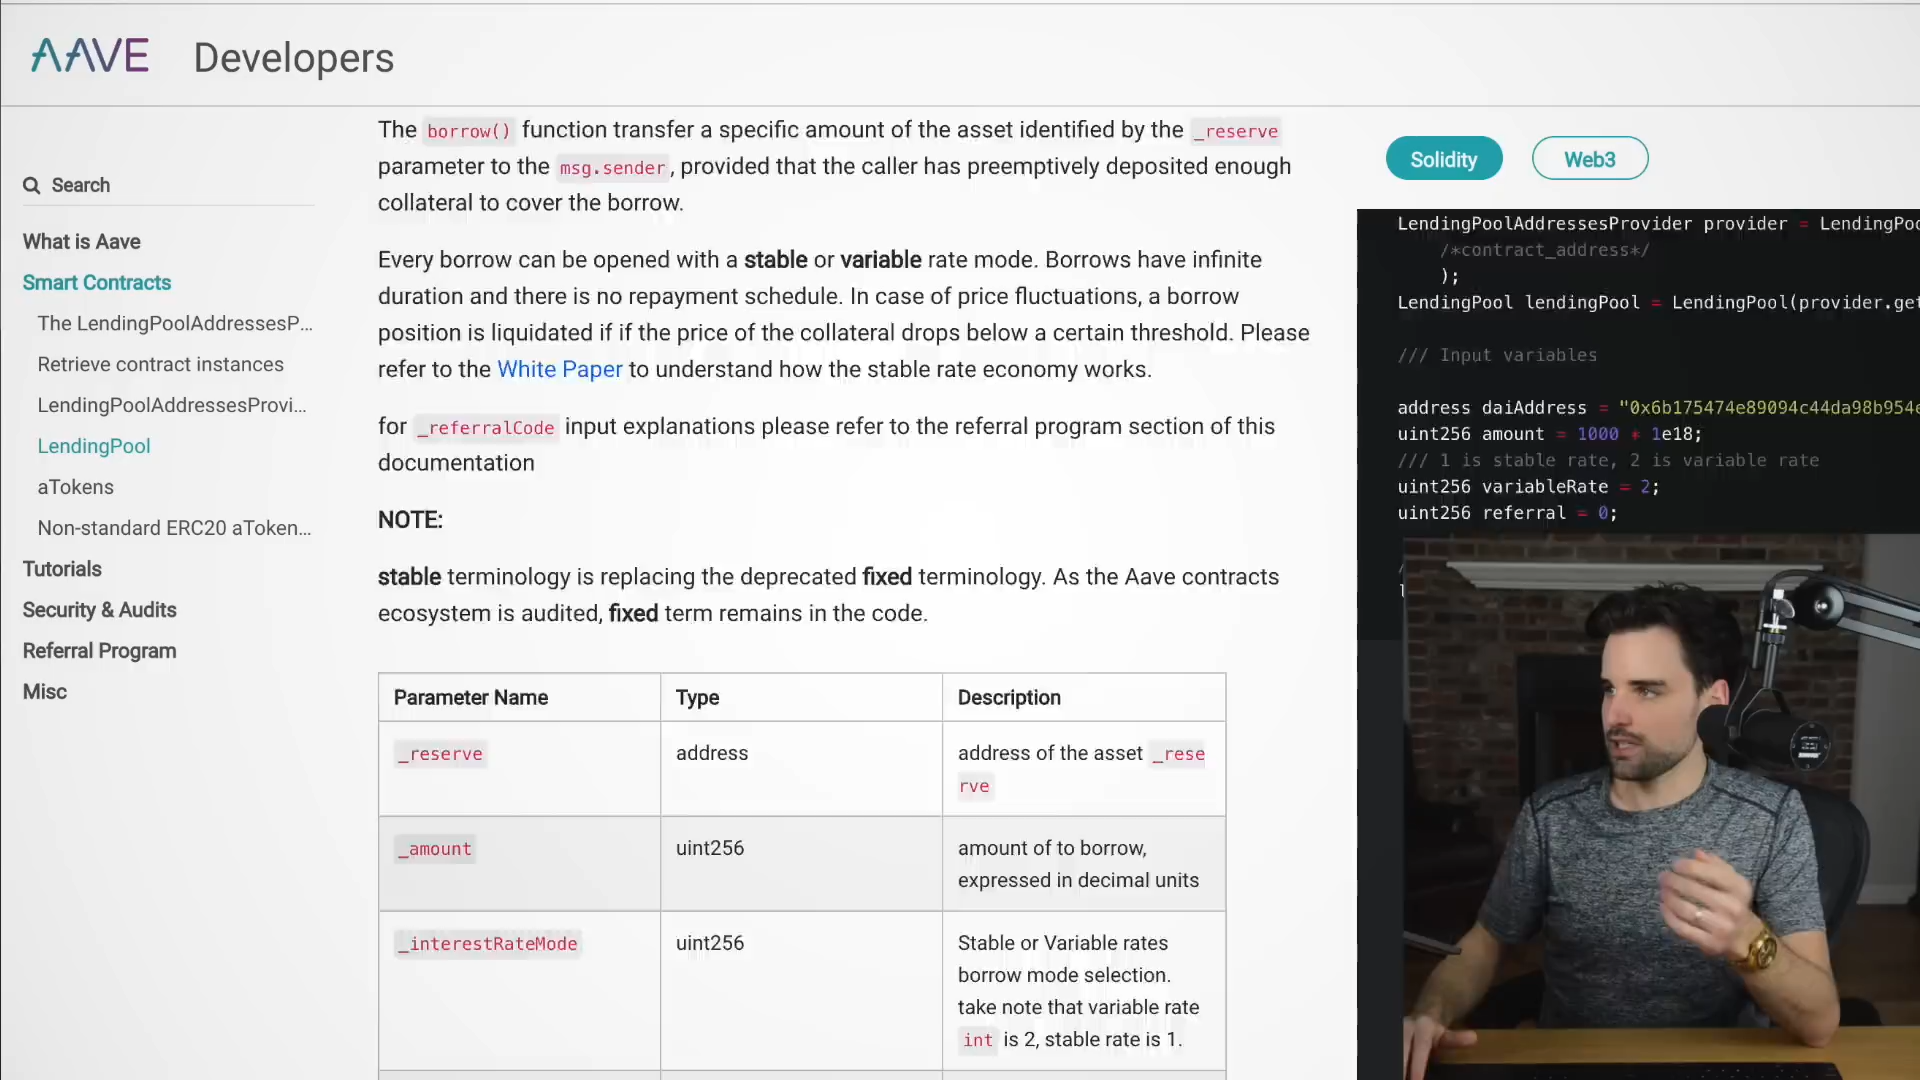 AAVE Developers
The borrow() function transfer a specific amount of the asset identified by the _reserve
parameter to the msg.sender, provided that the caller has preemptively deposited enough
collateral to cover the borrow.
Every borrow can be opened with a stable or variable rate mode. Borrows have infinite
duration and there is no repayment schedule. In case of price fluctuations, a borrow
position is liquidated if if the price of the collateral drops below a certain threshold. Please
refer to the White Paper to understand how the stable rate economy works.
for _referralCode input explanations please refer to the referral program section of this
documentation
NOTE:
stable terminology is replacing the deprecated fixed terminology. As the Aave contracts
ecosystem is audited, fixed term remains in the code.
Parameter Name Type Description
_reserve address address of the asset _rese
rve
_amount uint256 amount of to borrow,
expressed in decimal units
_interestRateMode uint256 Stable or Variable rates
borrow mode selection.
take note that variable rate
int is 2, stable rate is 1.
Search
What is Aave
Smart Contracts
The LendingPoolAddressesP...
Retrieve contract instances
LendingPoolAddressesProvi...
LendingPool
aTokens
Non-standard ERC20 aToken...
Tutorials
Security & Audits
Referral Program
Misc
Solidity Web3
LendingPoolAddressesProvider provider = LendingPoo
/*contract_address*/
);
LendingPool lendingPool = LendingPool(provider.get
/// Input variables
address daiAddress = "0x6b175474e89094c44da98b954e
uint256 amount = 1000 * 1e18;
/// 1 is stable rate, 2 is variable rate
uint256 variableRate = 2;
uint256 referral = 0;